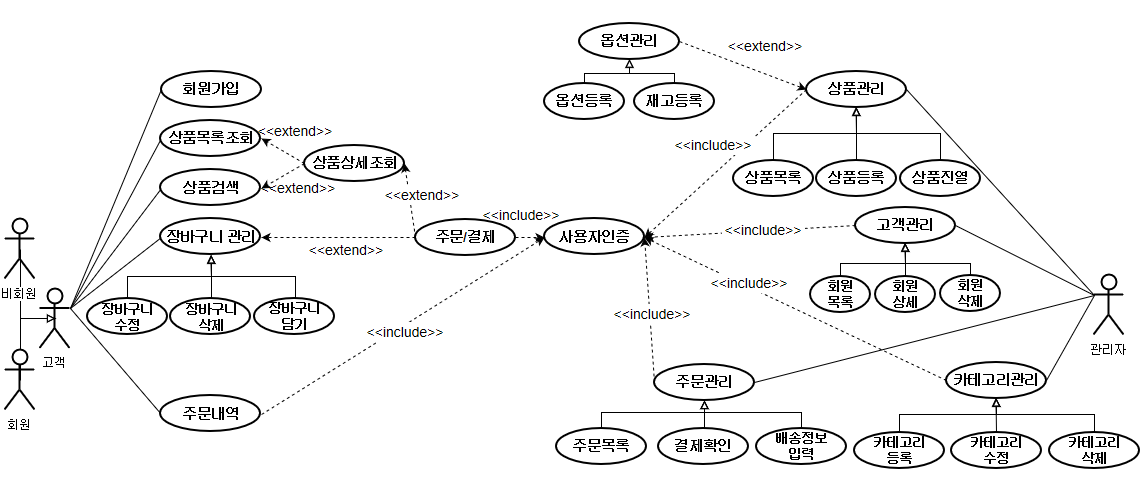 옵션관리
<<extend>>
옵션등록
재고등록
상품관리
<<include>>
상품목록
상품등록
상품진열
회원가입
상품목록조회
<<extend>>
상품상세조회
상품검색
<<extend>>
<<extend>>
장바구니 관리
<<extend>>
주문/결제
<<include>>
사용자인증
<<include>>
고객관리
장바구니
수정
장바구니
삭제
장바구니
담기
회원
목록
회원
상세
회원
삭제
<<include>>
<<include>>
<<include>>
비회원
고객
회원
관리자
주문내역
주문관리
주문목록
결제확인
배송정보
입력
카테고리관리
카테고리
등록
카테고리
수정
카테고리
삭제